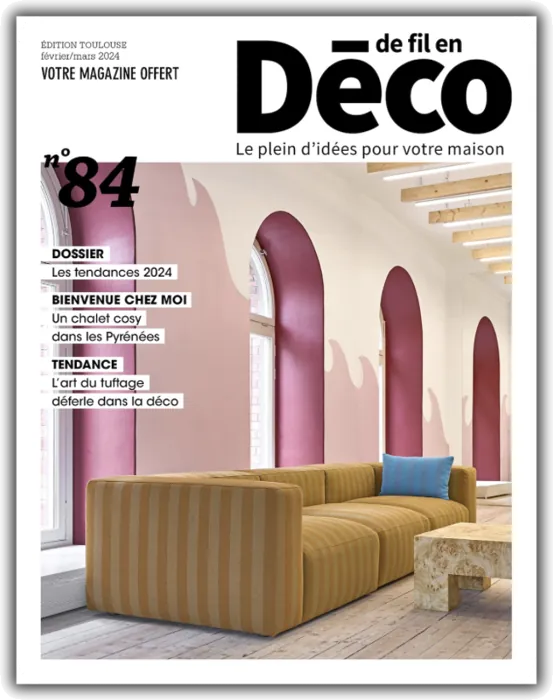 ÉDITION TOULOUSE
février/mars 2024
VOTRE MAGAZINE OFFERT
de fil en
Déco
Le plein d'idées pour votre maison
n°84
DOSSIER
Les tendances 2024
BIENVENUE CHEZ MOI
Un chalet cosy
dans les Pyrénées
TENDANCE
L'art du tuftage
déferle dans la déco